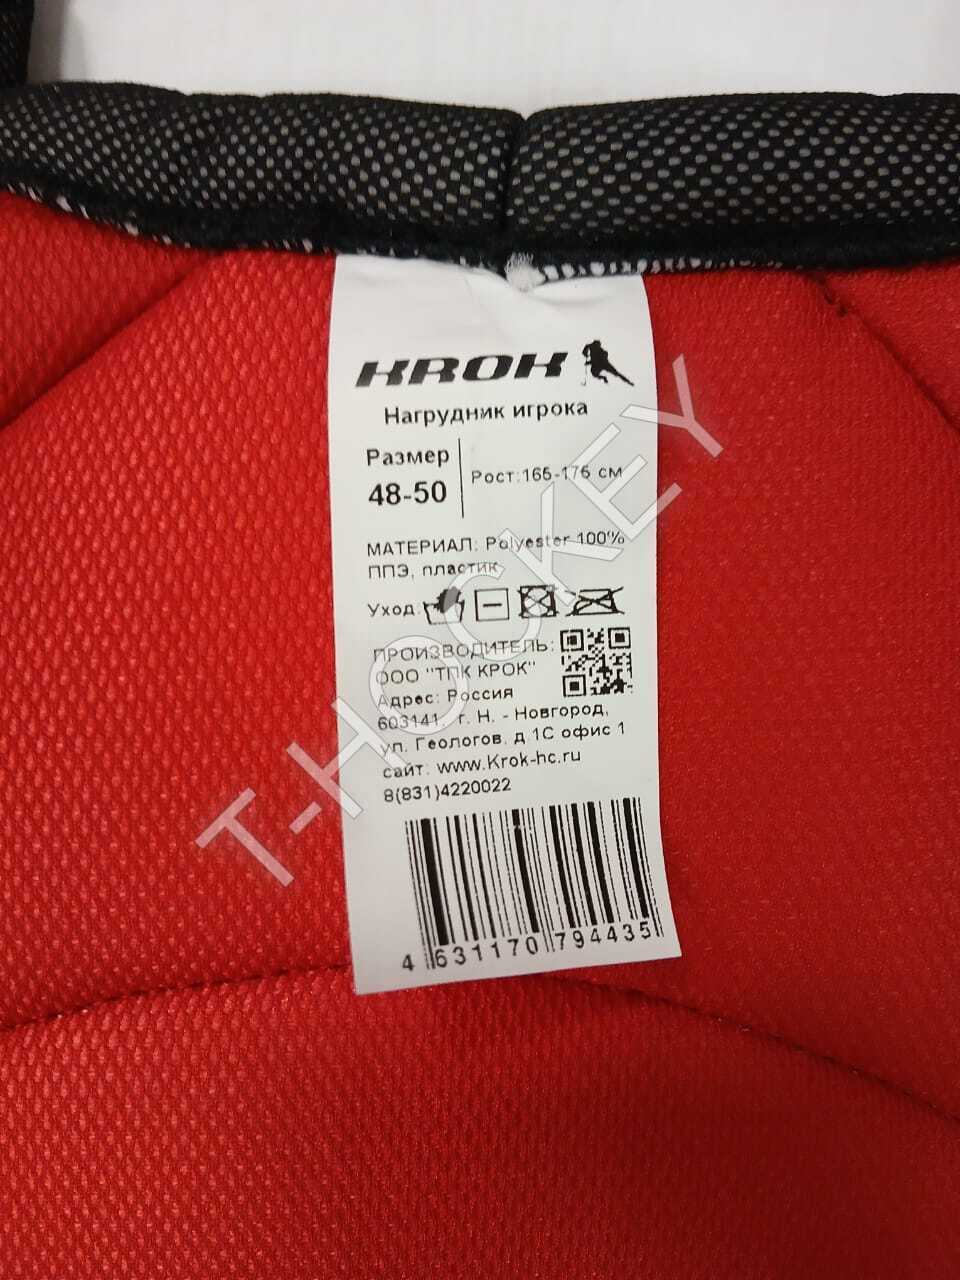 KROK
Нагрудник игрока
Размер
48-50
Рост:165-175 см
МАТЕРИАЛ: Polyester 100%
ППЭ, пластик
Уход:
ПРОИЗВОДИТЕЛЬ:
ООО "ТПК КРОК"
Адрес: Россия
603141, г. Н. - Новгород,
ул. Геологов, д.1С офис 1
сайт: www.Krok-hc.ru
8(831)4220022
4 631170 794435
T-HOCKEY